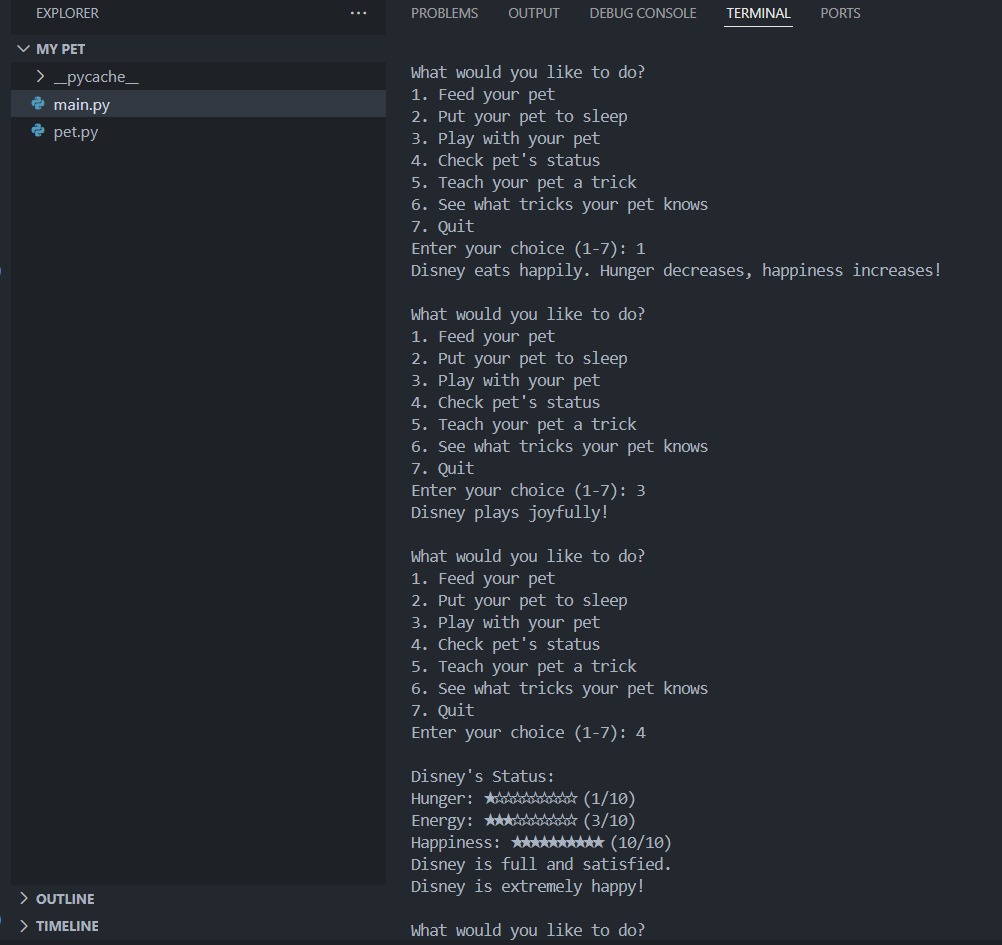 EXPLORER
MY PET
__pycache__
main.py
pet.py
OUTLINE
TIMELINE
PROBLEMS OUTPUT DEBUG CONSOLE TERMINAL PORTS
What would you like to do?
1. Feed your pet
2. Put your pet to sleep
3. Play with your pet
4. Check pet's status
5. Teach your pet a trick
6. See what tricks your pet knows
7. Quit
Enter your choice (1-7): 1
Disney eats happily. Hunger decreases, happiness increases!
What would you like to do?
1. Feed your pet
2. Put your pet to sleep
3. Play with your pet
4. Check pet's status
5. Teach your pet a trick
6. See what tricks your pet knows
7. Quit
Enter your choice (1-7): 3
Disney plays joyfully!
What would you like to do?
1. Feed your pet
2. Put your pet to sleep
3. Play with your pet
4. Check pet's status
5. Teach your pet a trick
6. See what tricks your pet knows
7. Quit
Enter your choice (1-7): 4
Disney's Status:
Hunger: ★☆☆☆☆☆☆☆☆☆ (1/10)
Energy: ★★★☆☆☆☆☆☆☆ (3/10)
Happiness: ★★★★★★★★★★ (10/10)
Disney is full and satisfied.
Disney is extremely happy!
What would you like to do?